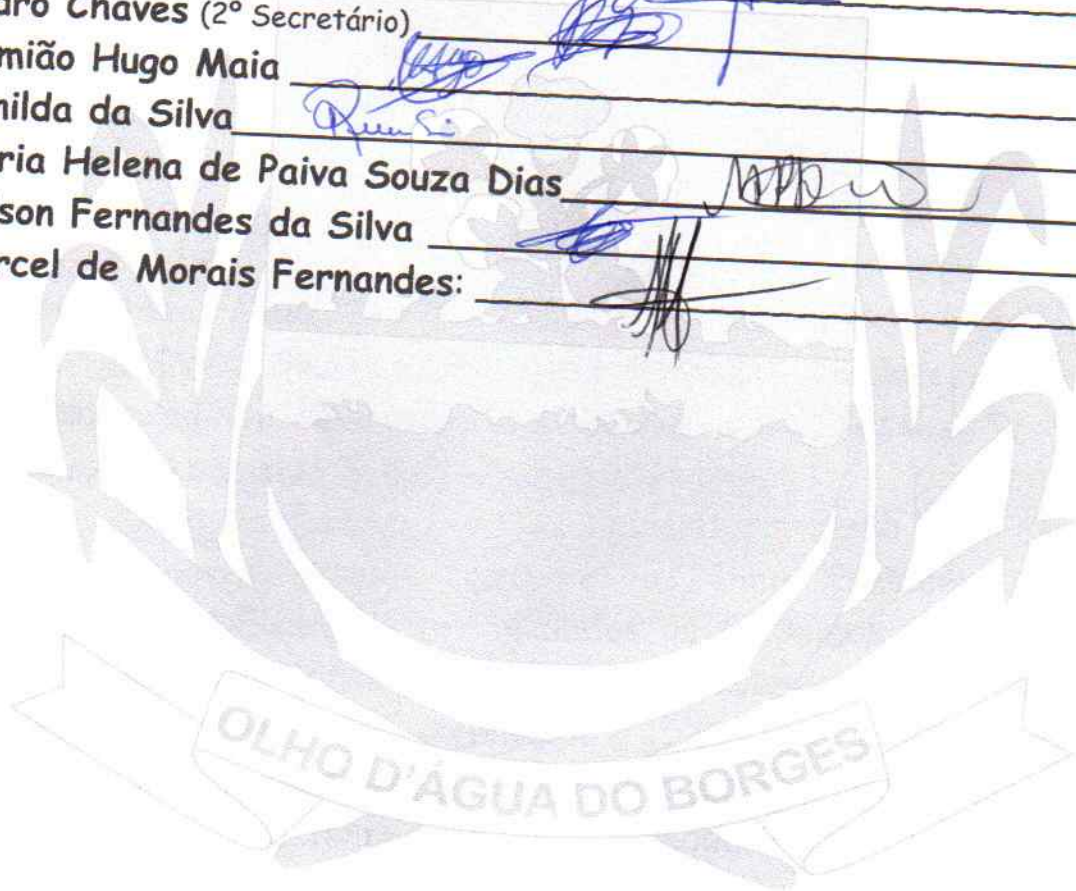 uro Chaves (2º Secretário)
mião Hugo Maia
nilda da Silva
ria Helena de Paiva Souza Dias
son Fernandes da Silva
rcel de Morais Fernandes:
OLHO D'ÁGUA DO BORGES